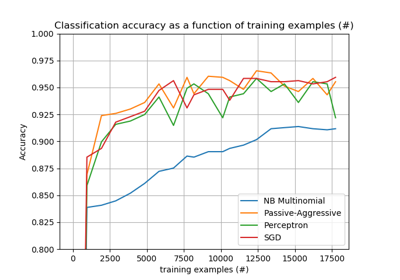 Classification accuracy as a function of training examples (#)
1.000
0.975
0.950
0.925
0.900
0.875
0.850
0.825
0.800
Accuracy
NB Multinomial
Passive-Aggressive
Perceptron
SGD
0 2500 5000 7500 10000 12500 15000 17500
training examples (#)